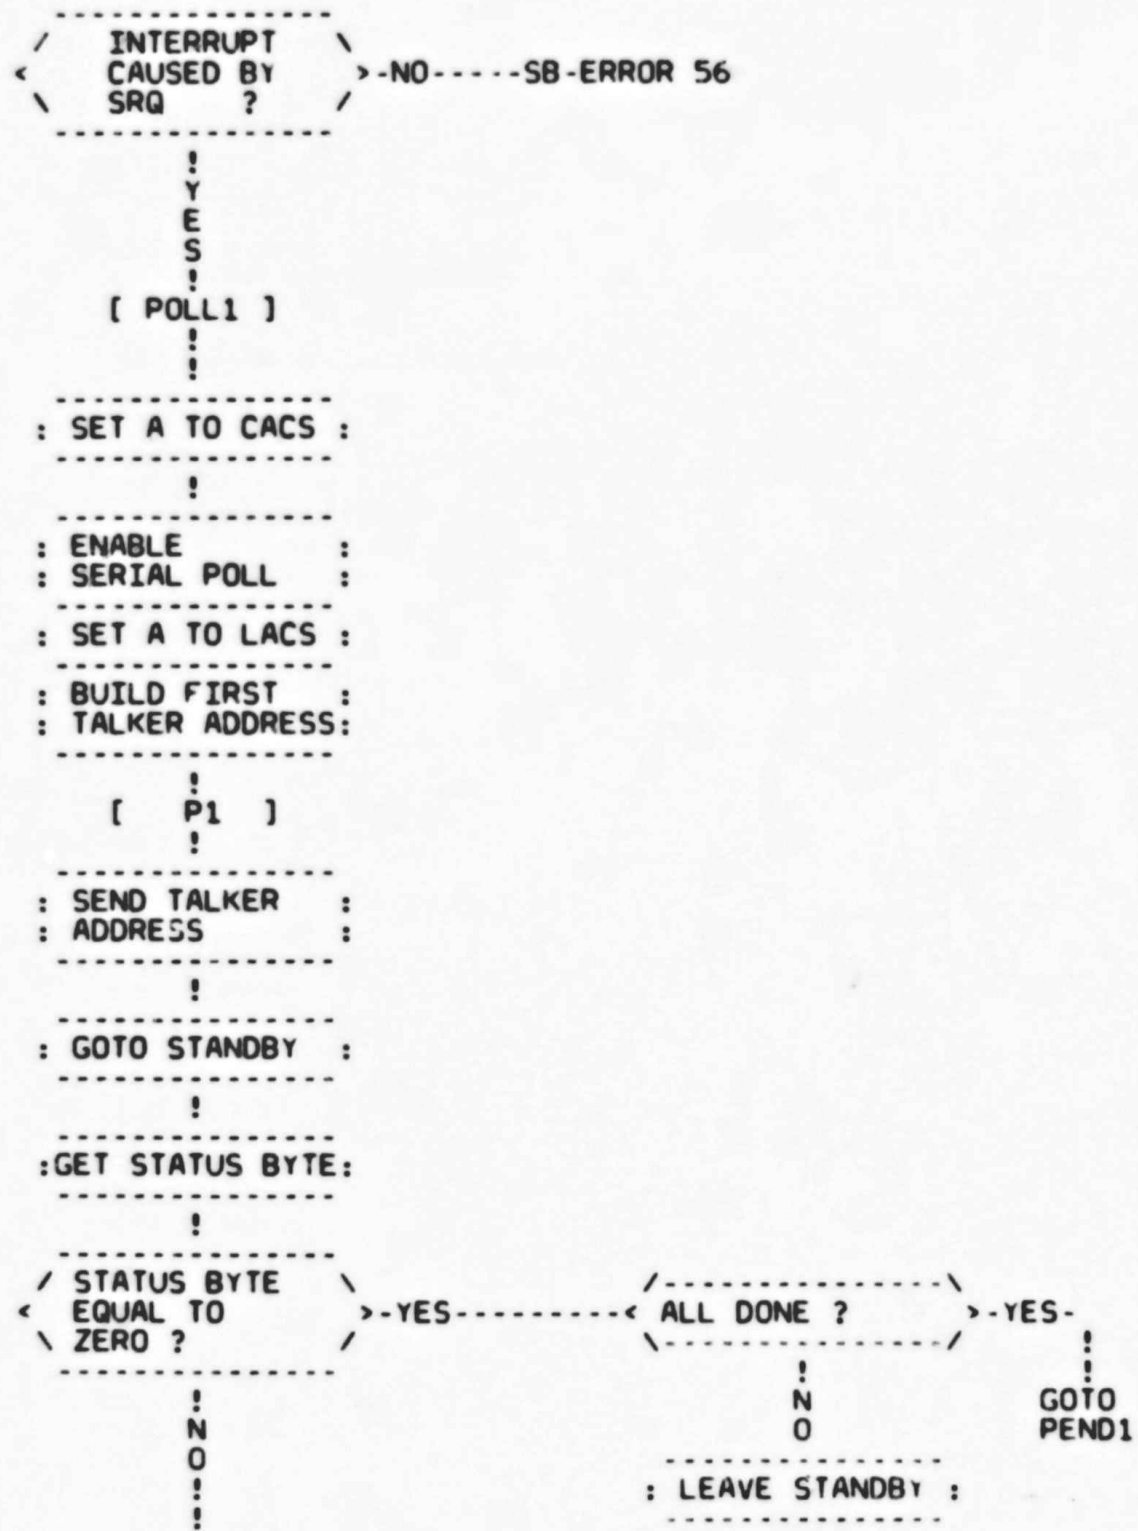 - - - - - - - - - - - - - -
/ INTERRUPT \
< CAUSED BY >-NO-----SB-ERROR 56
\ SRQ ? /
- - - - - - - - - - - - - -
!
Y
E
S
!
[ POLL1 ]
!
!
- - - - - - - - - - - - - -
: SET A TO CACS :
- - - - - - - - - - - - - -
!
- - - - - - - - - - - - - -
: ENABLE :
: SERIAL POLL :
- - - - - - - - - - - - - -
: SET A TO LACS :
- - - - - - - - - - - - - -
: BUILD FIRST :
: TALKER ADDRESS:
- - - - - - - - - - - - - -
!
[ P1 ]
!
- - - - - - - - - - - - - -
: SEND TALKER :
: ADDRESS :
- - - - - - - - - - - - - -
!
- - - - - - - - - - - - - -
: GOTO STANDBY :
- - - - - - - - - - - - - -
!
- - - - - - - - - - - - - -
:GET STATUS BYTE:
- - - - - - - - - - - - - -
!
- - - - - - - - - - - - - -
/ STATUS BYTE \ /- - - - - - - - - - - - - -\
< EQUAL TO >-YES---------< ALL DONE ? >-YES-
\ ZERO ? / \- - - - - - - - - - - - - -/ !
- - - - - - - - - - - - - - ! !
! N GOTO
N O PEND1
O - - - - - - - - - - - - - -
! : LEAVE STANDBY :
! - - - - - - - - - - - - - -